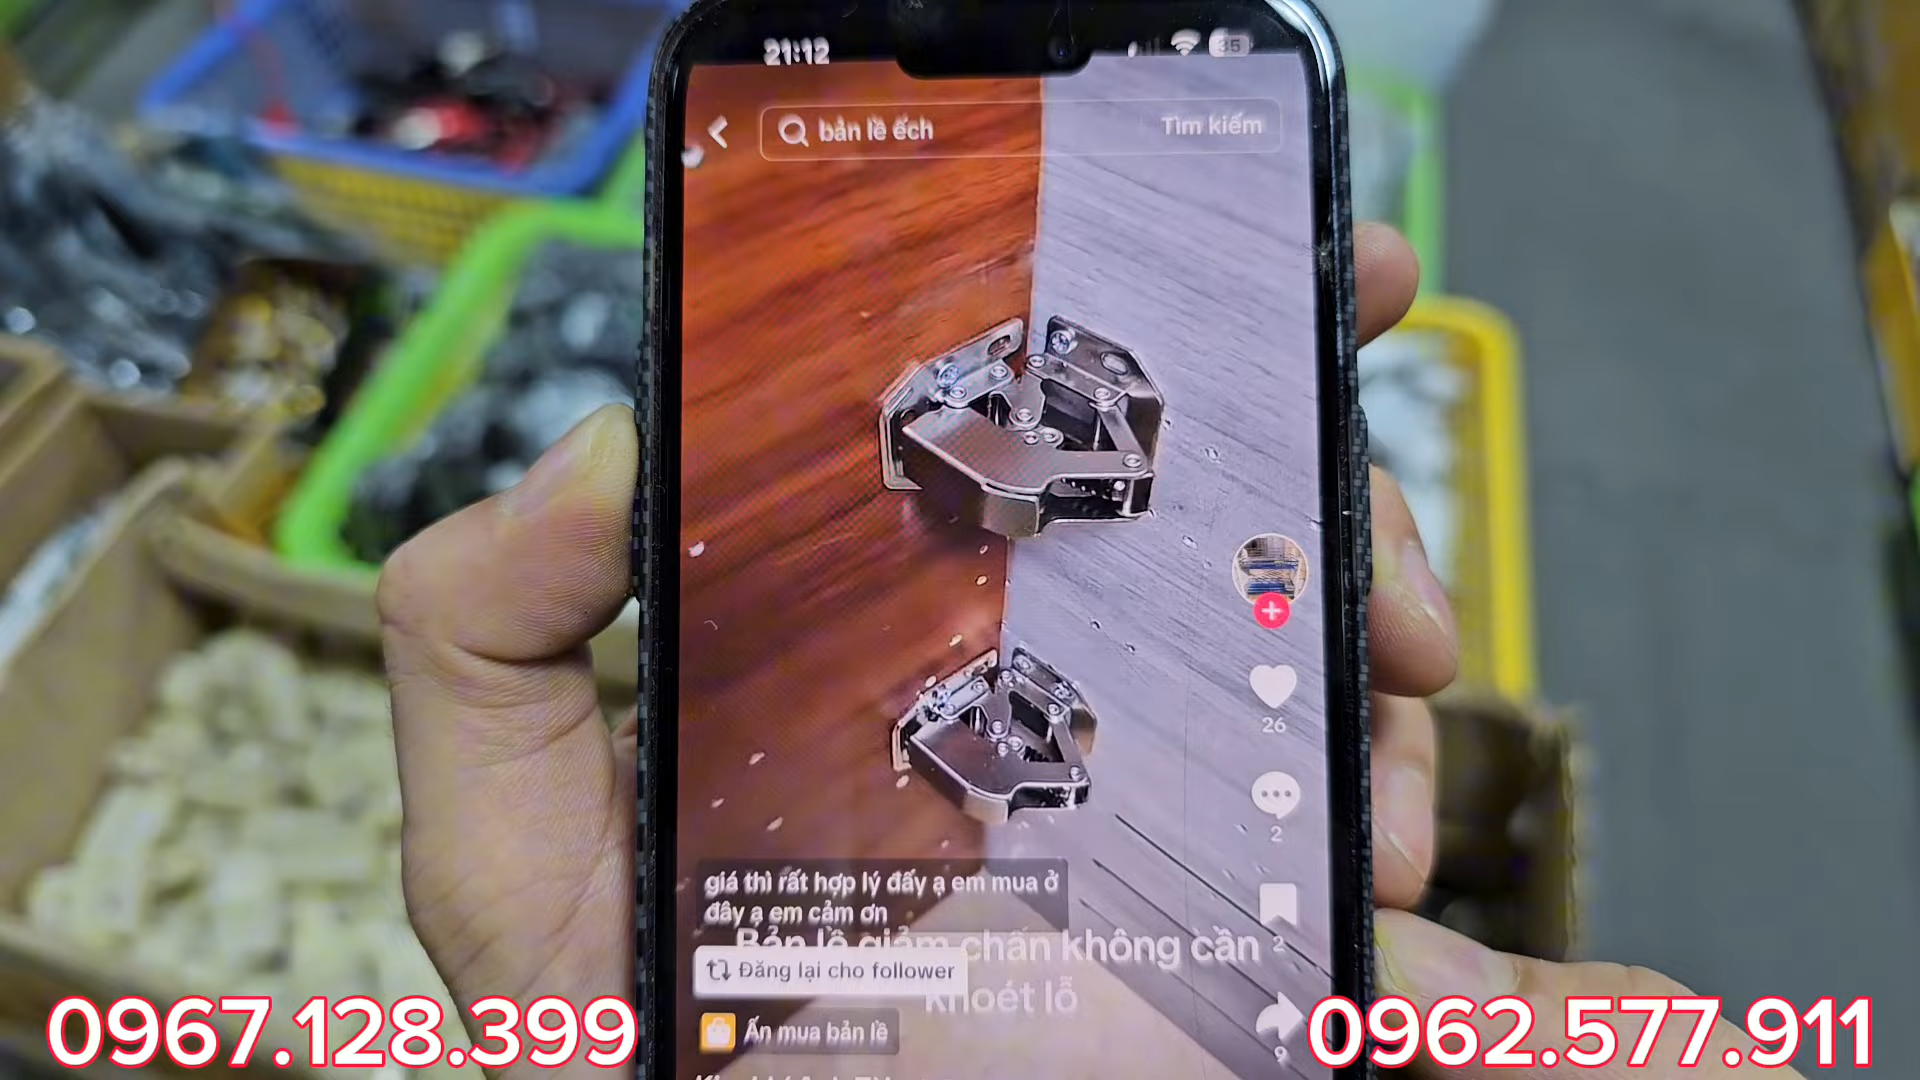 21:12
35
bản lề ếch
Tìm kiếm
26
2
giá thì rất hợp lý đấy ạ em mua ở
đây ạ em cảm ơn
Bản lề giảm chấn không cần
khoét lỗ
2
Đăng lại cho follower
Ấn mua bản lề
9
0967.128.399
0962.577.911